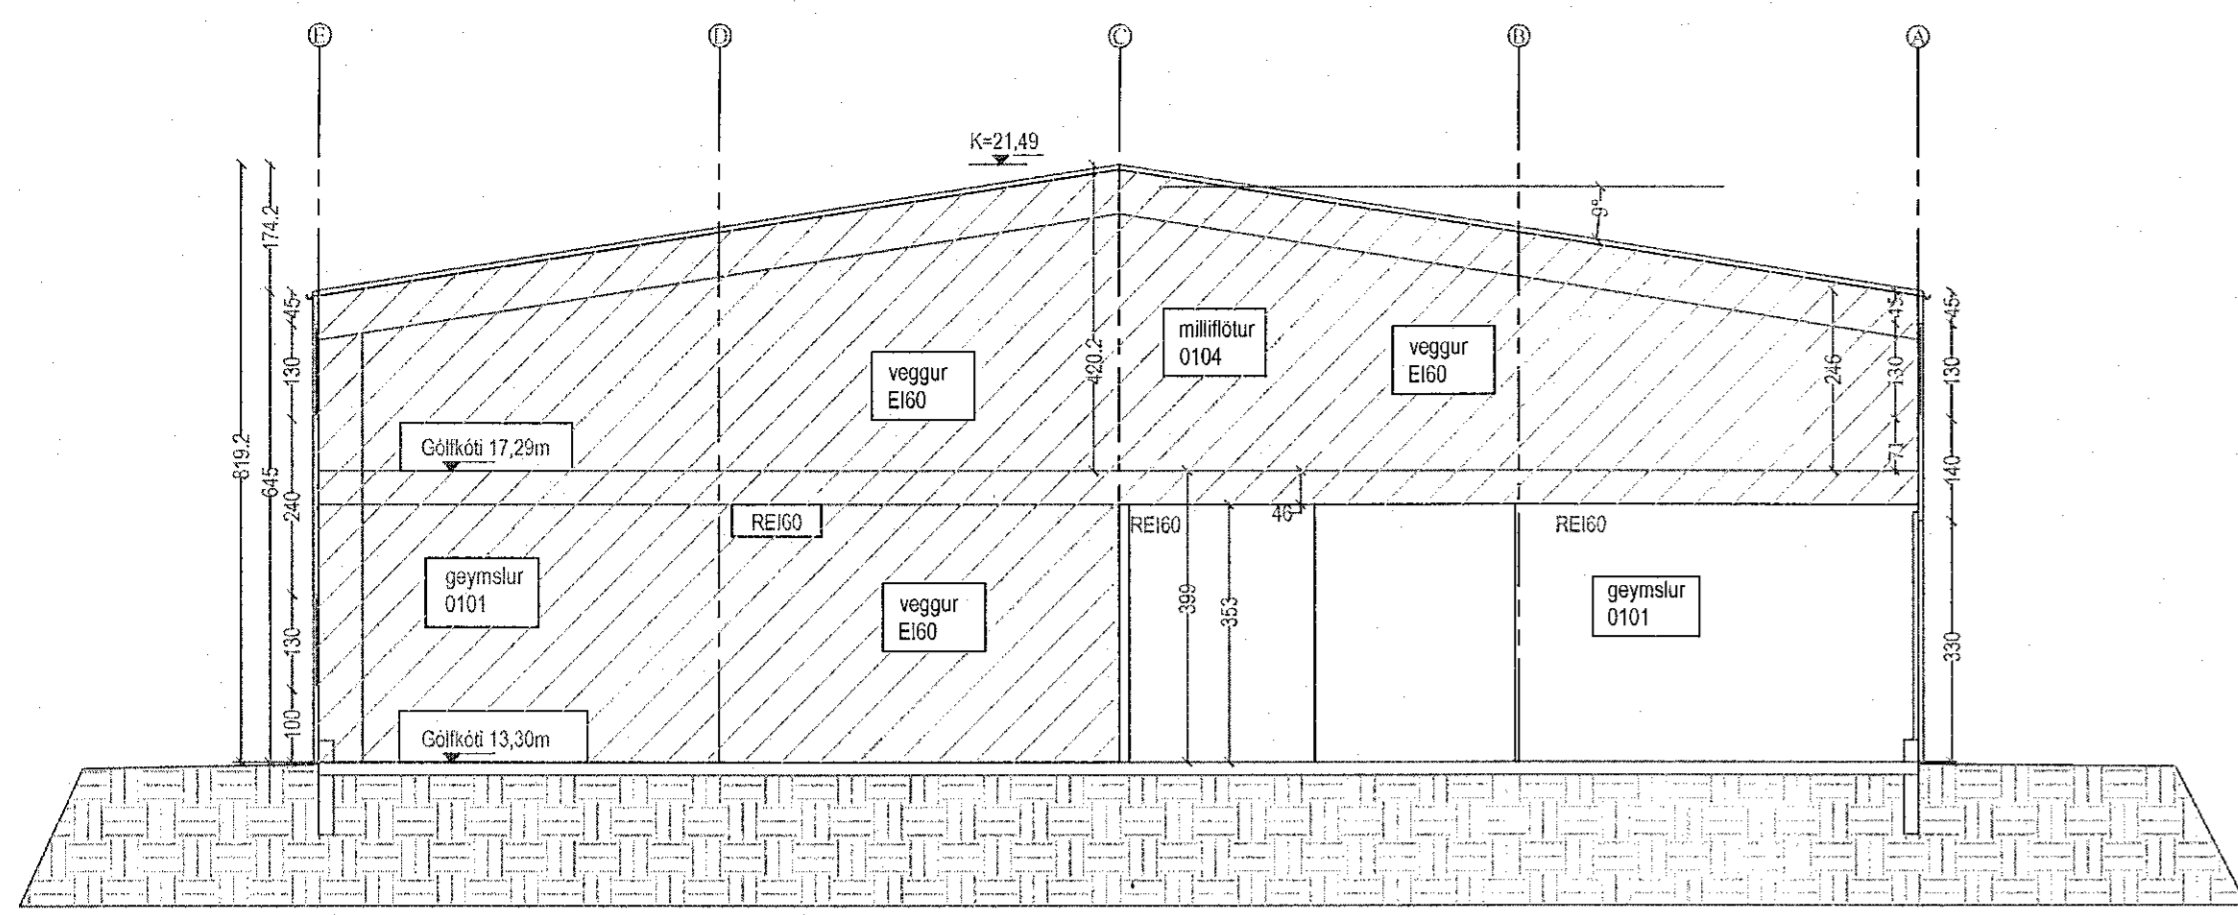 E
D
C
B
A
K=21,49
9°
174.2
819.2
645
45
130
240
130
100
veggur
EI60
420.2
milliflötur
0104
veggur
EI60
246
45
130
71
45
130
140
330
Gólfkóti 17,29m
REI60
REI60
46
REI60
geymslur
0101
veggur
EI60
399
353
geymslur
0101
Gólfkóti 13,30m